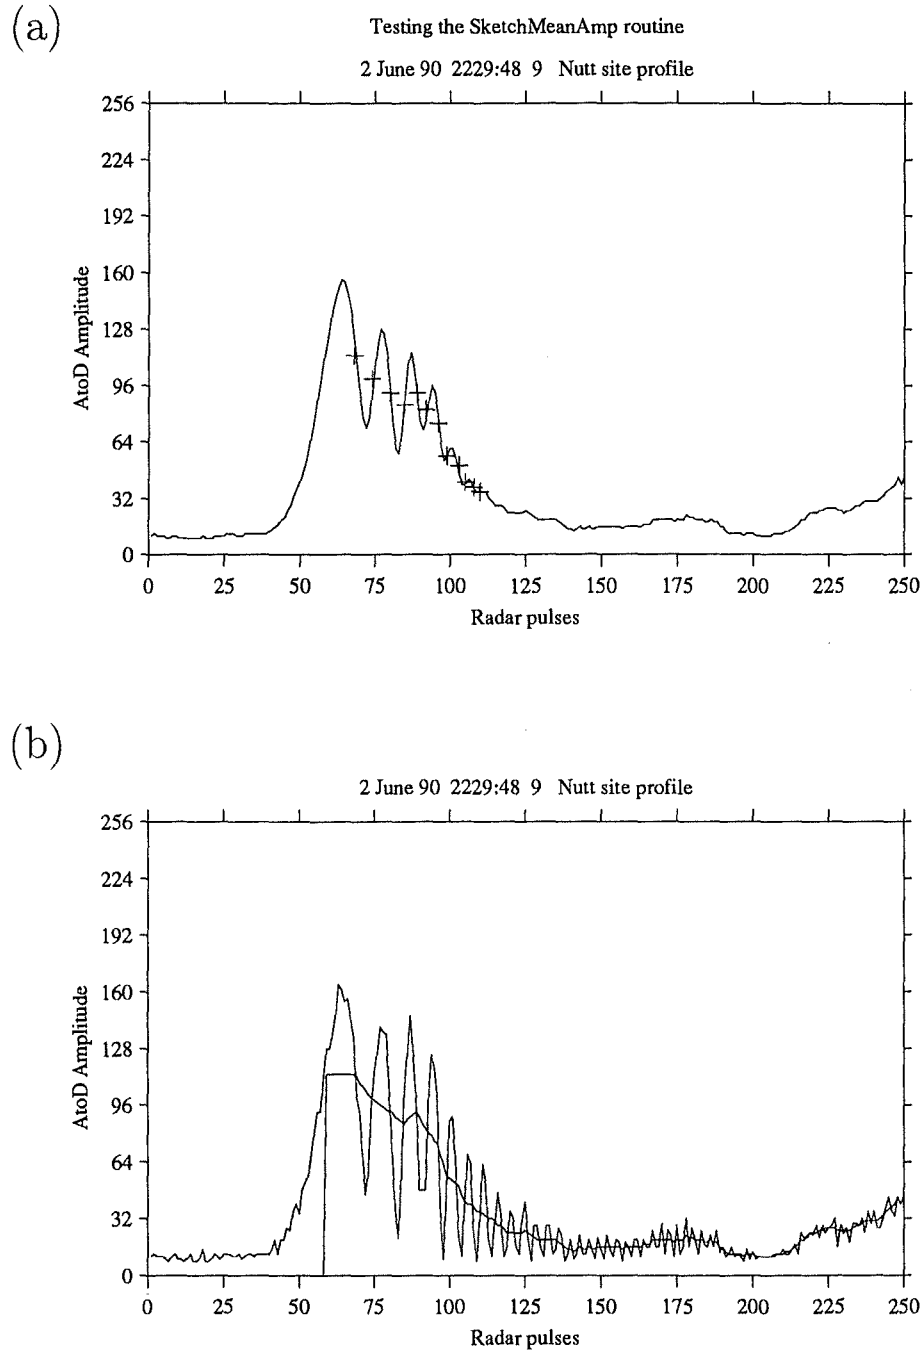 (a)
Testing the SketchMeanAmp routine
2 June 90 2229:48 9 Nutt site profile
256
224
192
160
128
96
64
32
0
AtoD Amplitude
0 25 50 75 100 125 150 175 200 225 250
Radar pulses
(b)
2 June 90 2229:48 9 Nutt site profile
256
224
192
160
128
96
64
32
0
AtoD Amplitude
0 25 50 75 100 125 150 175 200 225 250
Radar pulses